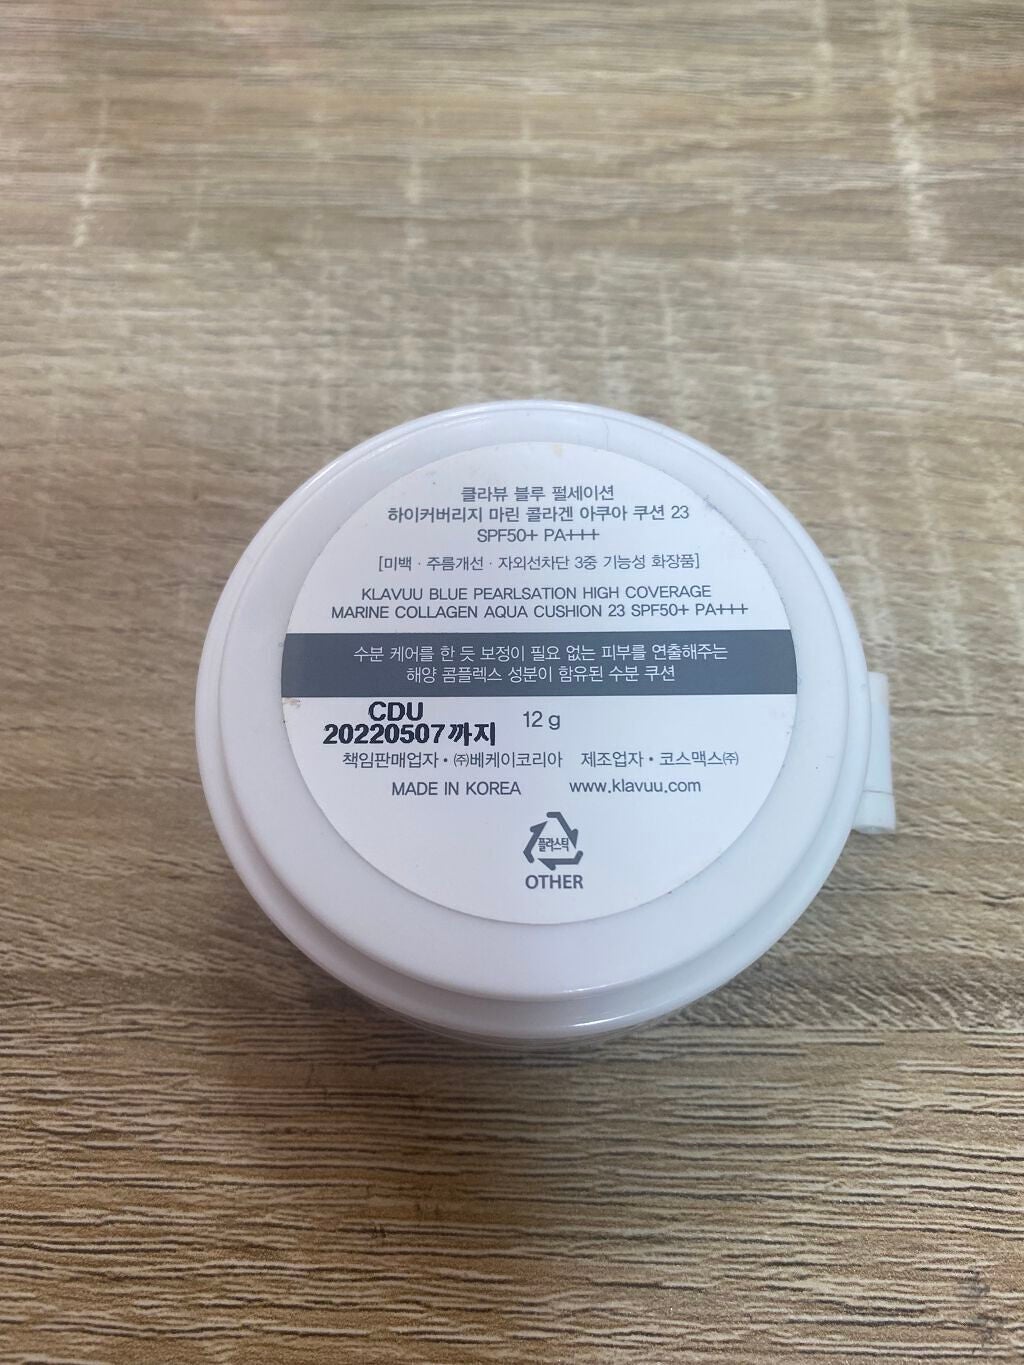 클라뷰 블루 펄세이션
하이커버리지 마린 콜라겐 아쿠아 쿠션 23
SPF50+ PA+++
[미백 · 주름개선 · 자외선차단 3중 기능성 화장품]
KLAVUU BLUE PEARLSATION HIGH COVERAGE
MARINE COLLAGEN AQUA CUSHION 23 SPF50+ PA+++
수분 케어를 한 듯 보정이 필요 없는 피부를 연출해주는
해양 콤플렉스 성분이 함유된 수분 쿠션
CDU
20220507까지 12 g
책임판매업자 • ㈜베케이코리아 제조업자 • 코스맥스㈜
MADE IN KOREA www.klavuu.com
플라스틱
OTHER